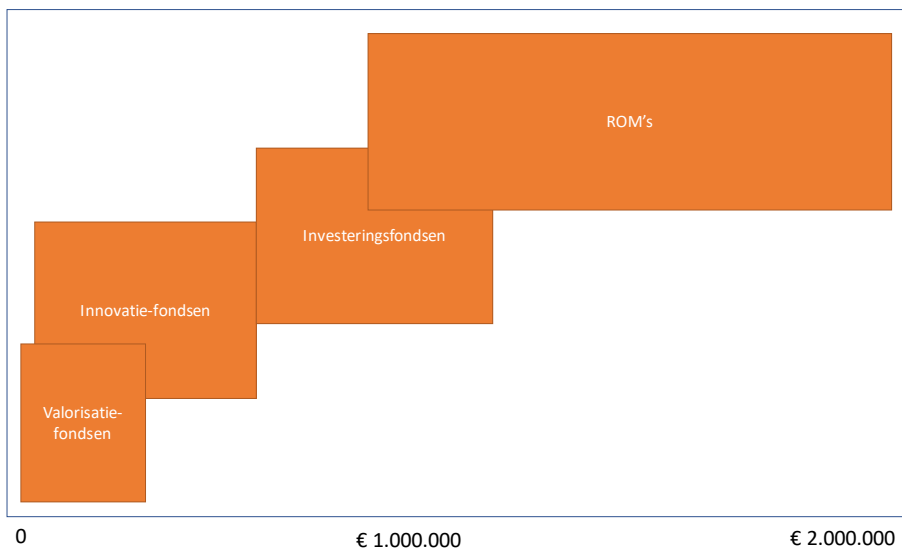 ROM's
Investeringsfondsen
Innovatie-fondsen
Valorisatie-
fondsen
0
€ 1.000.000
€ 2.000.000